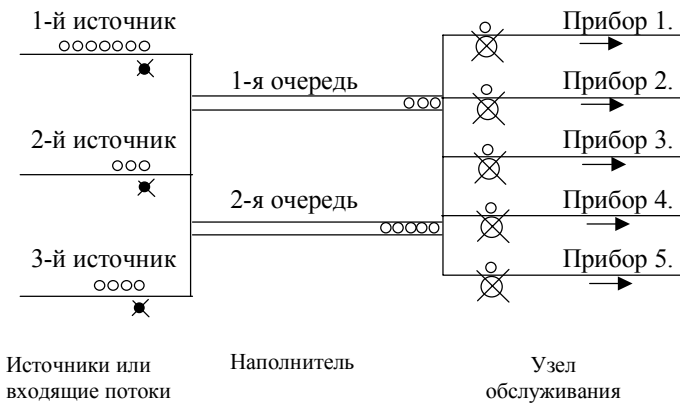 1-й источник
Прибор 1.
1-я очередь
Прибор 2.
2-й источник
Прибор 3.
2-я очередь
Прибор 4.
3-й источник
Прибор 5.
Источники или
входящие потоки
Наполнитель
Узел
обслуживания